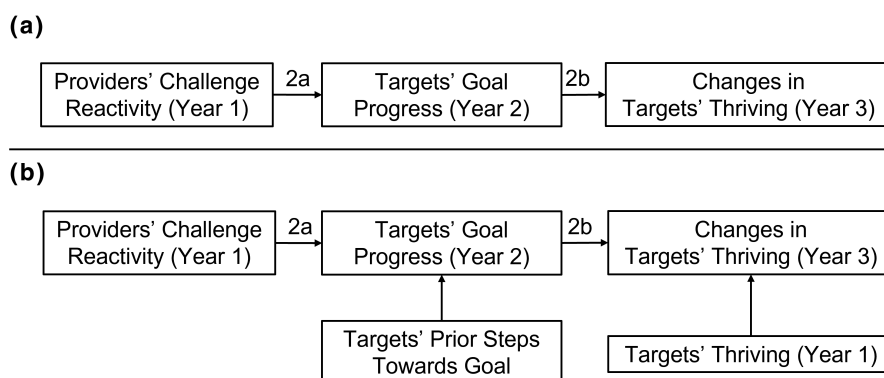 (a)
Providers’ Challenge
Reactivity (Year 1)
2a
Targets’ Goal
Progress (Year 2)
2b
Changes in
Targets’ Thriving (Year 3)
(b)
Providers’ Challenge
Reactivity (Year 1)
2a
Targets’ Goal
Progress (Year 2)
2b
Changes in
Targets’ Thriving (Year 3)
Targets’ Prior Steps
Towards Goal
Targets’ Thriving (Year 1)